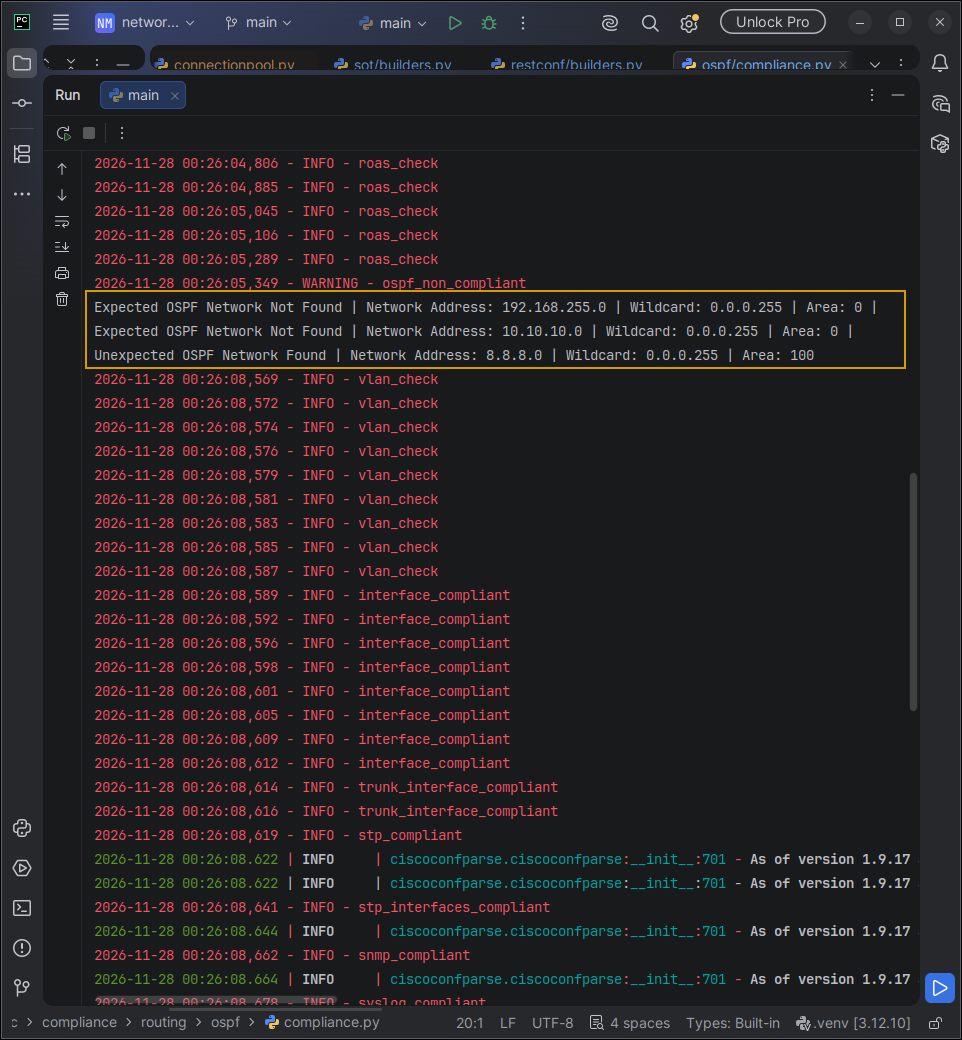 PC
NM networ...
main
main
Unlock Pro
connectionpool.py
sot/builders.py
restconf/builders.py
ospf/compliance.py
Run
main
2026-11-28 00:26:04,806 - INFO - roas_check
2026-11-28 00:26:04,885 - INFO - roas_check
2026-11-28 00:26:05,045 - INFO - roas_check
2026-11-28 00:26:05,106 - INFO - roas_check
2026-11-28 00:26:05,289 - INFO - roas_check
2026-11-28 00:26:05,349 - WARNING - ospf_non_compliant
Expected OSPF Network Not Found | Network Address: 192.168.255.0 | Wildcard: 0.0.0.255 | Area: 0 |
Expected OSPF Network Not Found | Network Address: 10.10.10.0 | Wildcard: 0.0.0.255 | Area: 0 |
Unexpected OSPF Network Found | Network Address: 8.8.8.0 | Wildcard: 0.0.0.255 | Area: 100
2026-11-28 00:26:08,569 - INFO - vlan_check
2026-11-28 00:26:08,572 - INFO - vlan_check
2026-11-28 00:26:08,574 - INFO - vlan_check
2026-11-28 00:26:08,576 - INFO - vlan_check
2026-11-28 00:26:08,579 - INFO - vlan_check
2026-11-28 00:26:08,581 - INFO - vlan_check
2026-11-28 00:26:08,583 - INFO - vlan_check
2026-11-28 00:26:08,585 - INFO - vlan_check
2026-11-28 00:26:08,587 - INFO - vlan_check
2026-11-28 00:26:08,589 - INFO - interface_compliant
2026-11-28 00:26:08,592 - INFO - interface_compliant
2026-11-28 00:26:08,596 - INFO - interface_compliant
2026-11-28 00:26:08,598 - INFO - interface_compliant
2026-11-28 00:26:08,601 - INFO - interface_compliant
2026-11-28 00:26:08,605 - INFO - interface_compliant
2026-11-28 00:26:08,609 - INFO - interface_compliant
2026-11-28 00:26:08,612 - INFO - interface_compliant
2026-11-28 00:26:08,614 - INFO - trunk_interface_compliant
2026-11-28 00:26:08,616 - INFO - trunk_interface_compliant
2026-11-28 00:26:08,619 - INFO - stp_compliant
2026-11-28 00:26:08.622 | INFO     | ciscoconfparse.ciscoconfparse:__init__:701 - As of version 1.9.17
2026-11-28 00:26:08.622 | INFO     | ciscoconfparse.ciscoconfparse:__init__:701 - As of version 1.9.17
2026-11-28 00:26:08,641 - INFO - stp_interfaces_compliant
2026-11-28 00:26:08.644 | INFO     | ciscoconfparse.ciscoconfparse:__init__:701 - As of version 1.9.17
2026-11-28 00:26:08,662 - INFO - snmp_compliant
2026-11-28 00:26:08.664 | INFO     | ciscoconfparse.ciscoconfparse:__init__:701 - As of version 1.9.17
2026-11-28 00:26:08,678 - INFO - syslog_compliant
c > compliance > routing > ospf > compliance.py
20:1 LF UTF-8 4 spaces Types: Built-in .venv [3.12.10]